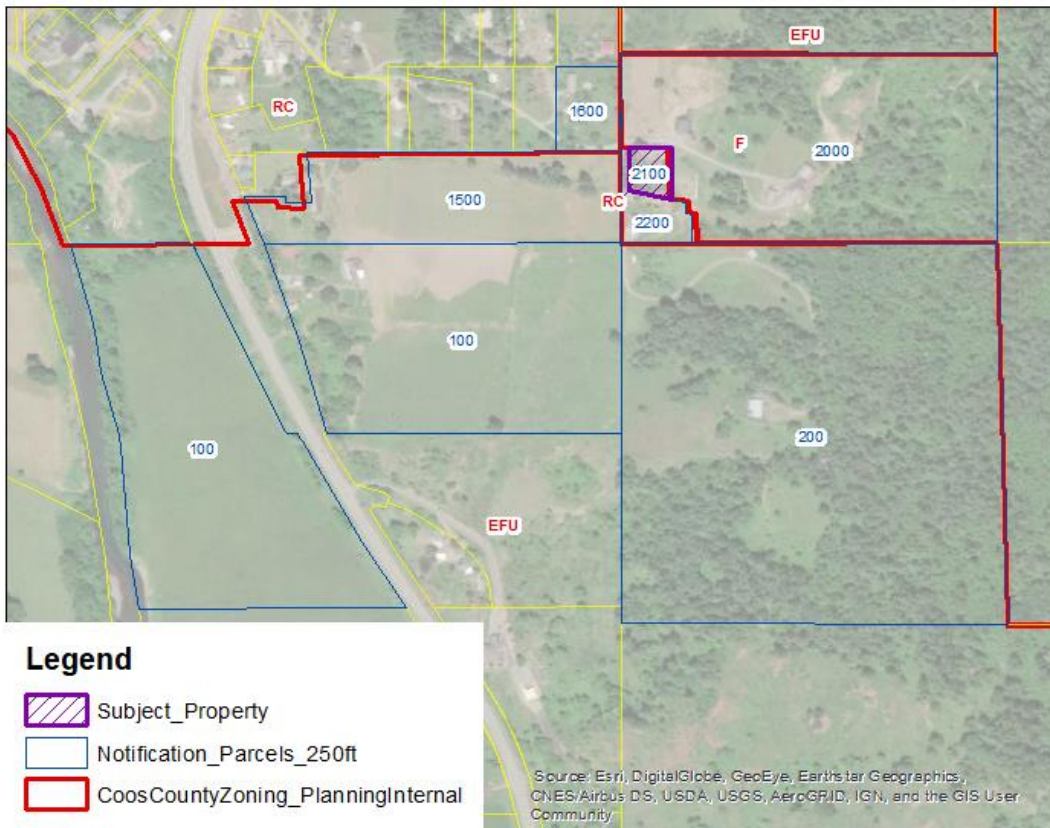 EFU
RC
1600
F
2000
2100
1500
RC
2200
100
100
200
EFU
Legend
Subject_Property
Notification_Parcels_250ft
CoosCountyZoning_PlanningInternal
Source: Esri, DigitalGlobe, GeoEye, Earthstar Geographics,
CNES/Airbus DS, USDA, USGS, AeroGRID, IGN, and the GIS User
Community